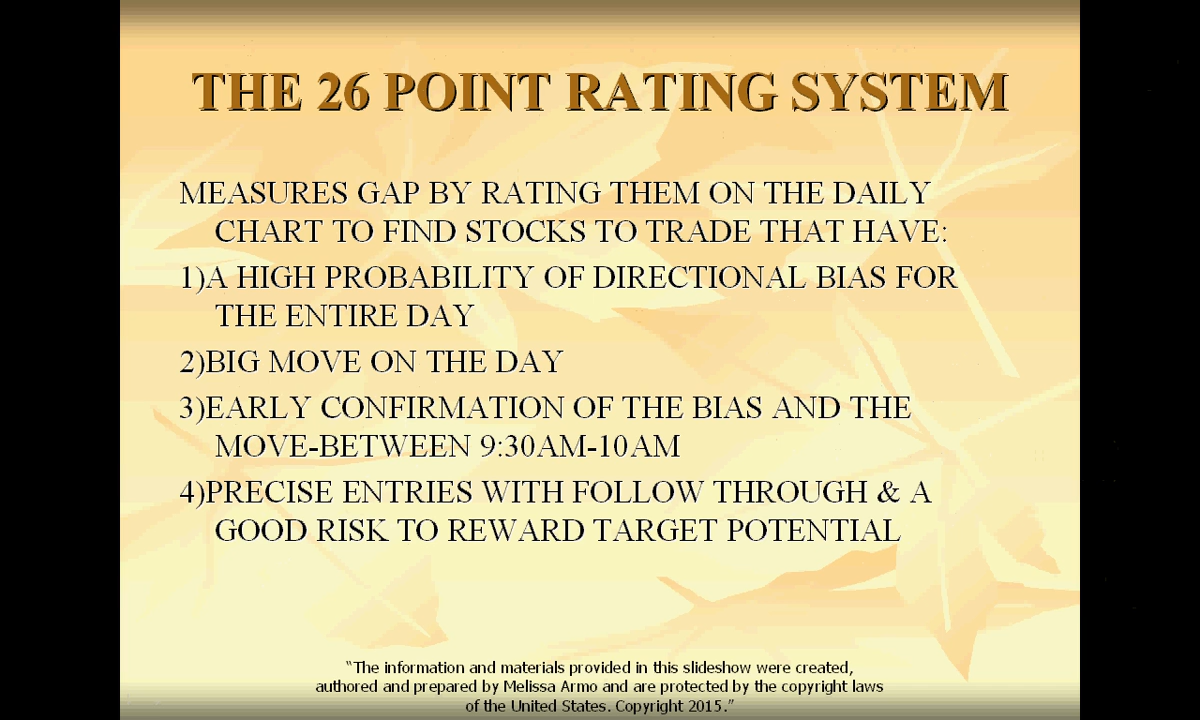 THE 26 POINT RATING SYSTEM
MEASURES GAP BY RATING THEM ON THE DAILY
CHART TO FIND STOCKS TO TRADE THAT HAVE:
1)A HIGH PROBABILITY OF DIRECTIONAL BIAS FOR
THE ENTIRE DAY
2)BIG MOVE ON THE DAY
3)EARLY CONFIRMATION OF THE BIAS AND THE
MOVE-BETWEEN 9:30AM-10AM
4)PRECISE ENTRIES WITH FOLLOW THROUGH & A
GOOD RISK TO REWARD TARGET POTENTIAL
“The information and materials provided in this slideshow were created,
authored and prepared by Melissa Armo and are protected by the copyright laws
of the United States. Copyright 2015.”